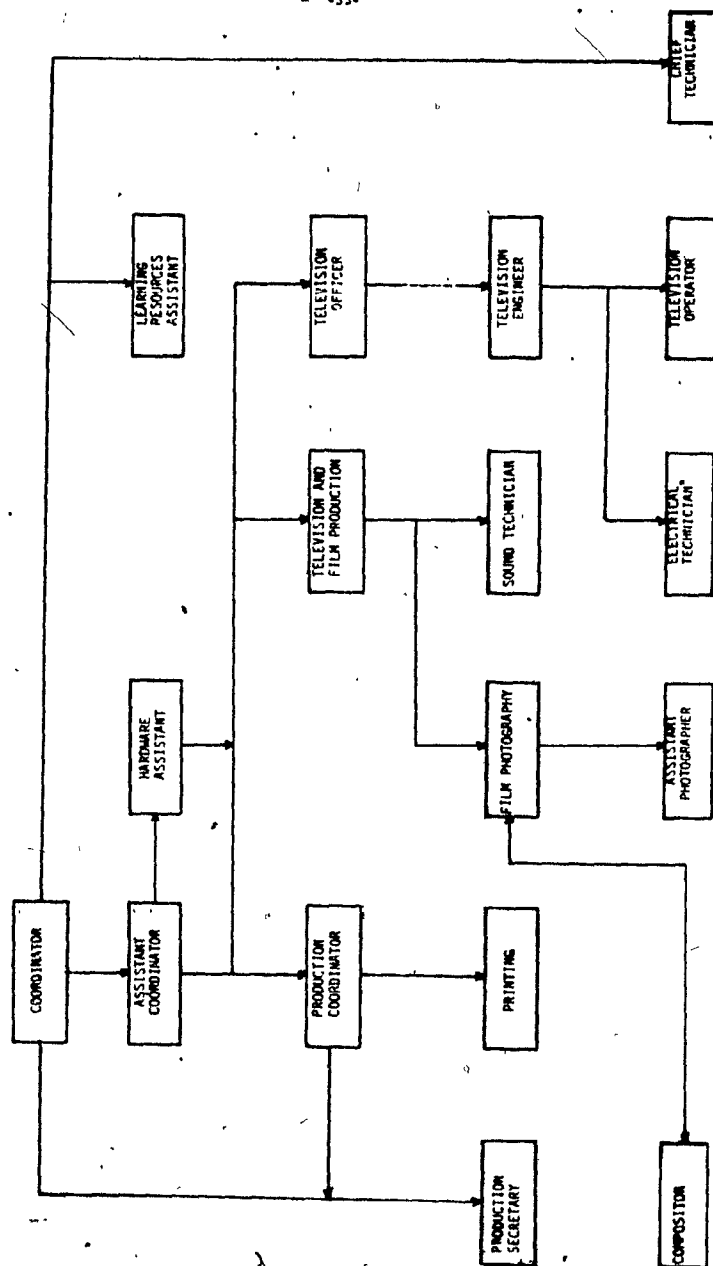 COORDINATOR
ASSISTANT
COORDINATOR
HARDWARE
ASSISTANT
LEARNING
RESOURCES
ASSISTANT
PRODUCTION
COORDINATOR
TELEVISION AND
FILM PRODUCTION
TELEVISION
OFFICER
PRODUCTION
SECRETARY
PRINTING
FILM PHOTOGRAPHY
SOUND TECHNICIAN
TELEVISION
ENGINEER
COMPOSITOR
ASSISTANT
PHOTOGRAPHER
ELECTRICAL
TECHNICIAN
TELEVISION
OPERATOR
CHIEF
TECHNICIAN